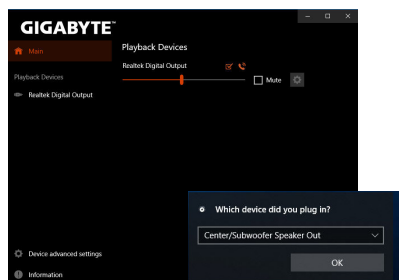 GIGABYTE™
Main
Playback Devices
Realtek Digital Output
Playback Devices
Realtek Digital Output
Mute
Which device did you plug in?
Center/Subwoofer Speaker Out
OK
Device advanced settings
Information